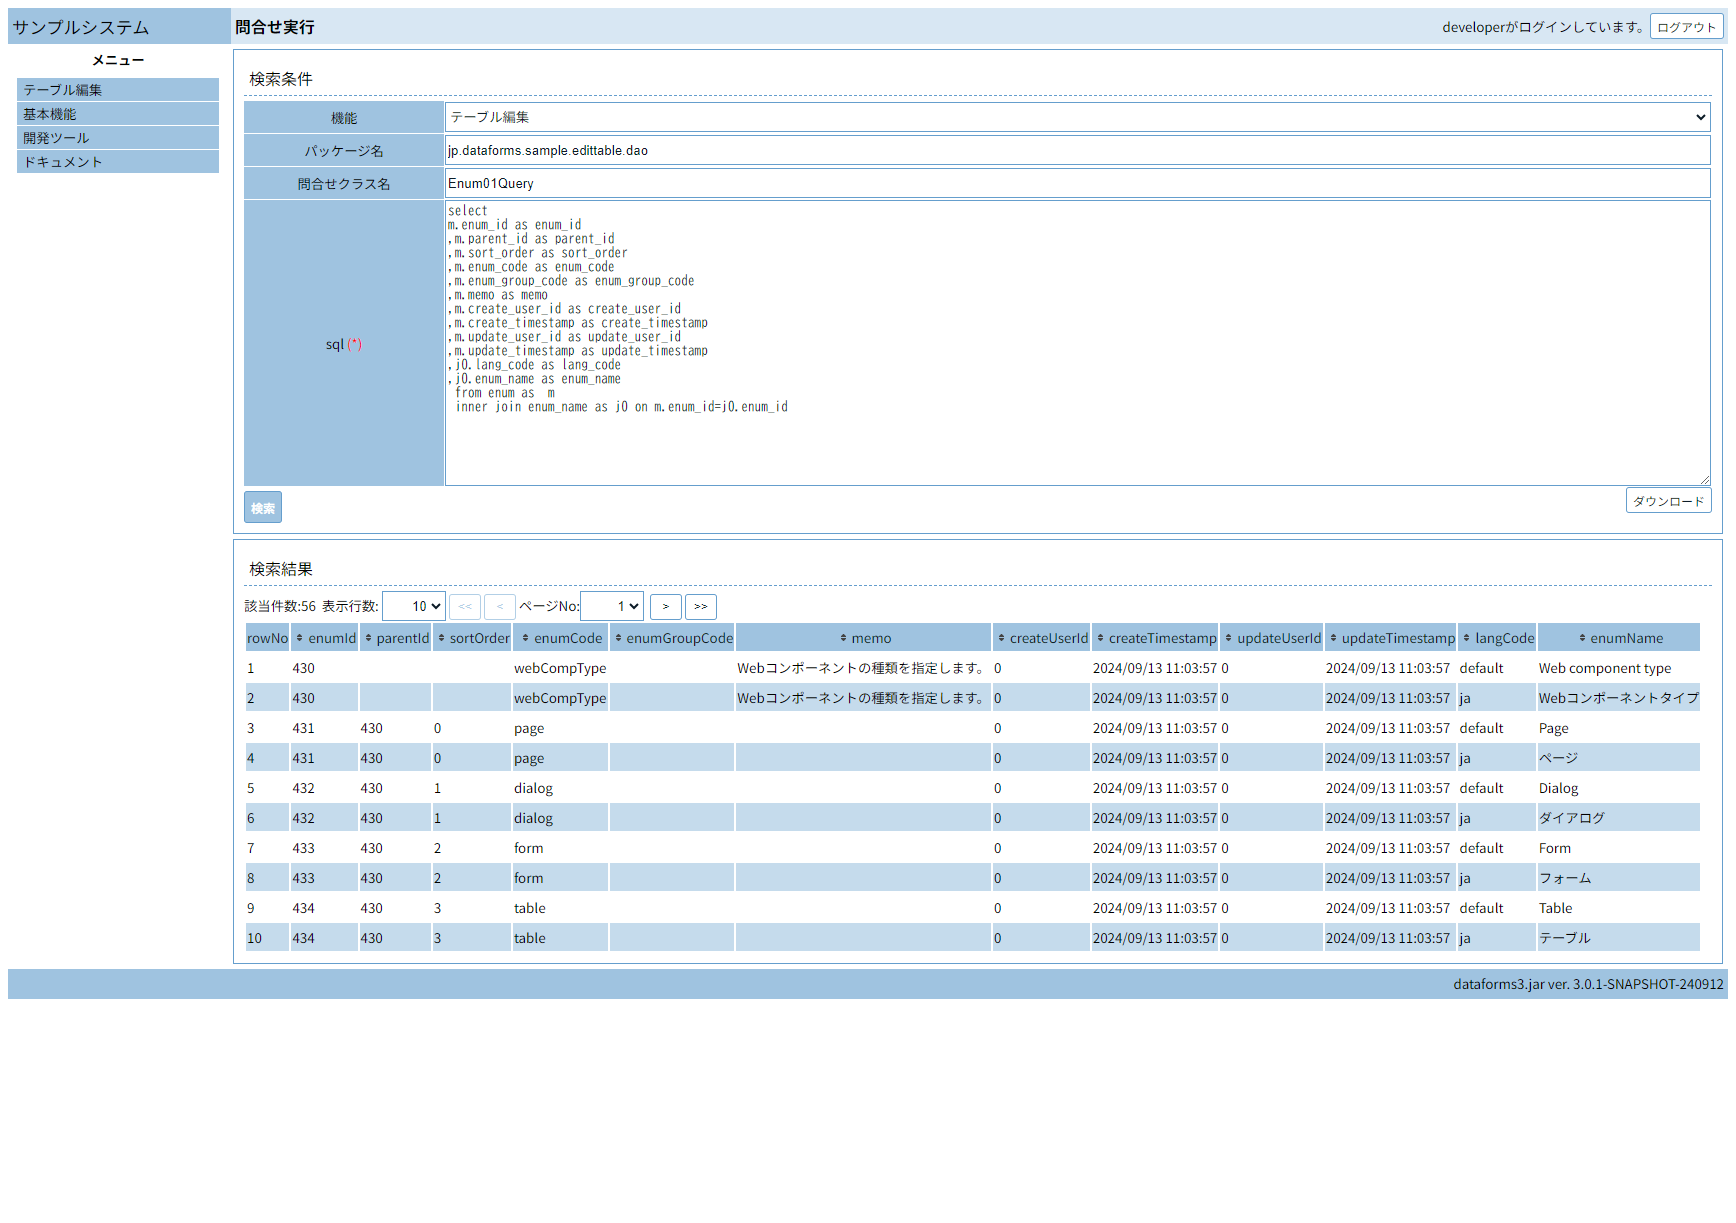 サンプルシステム
問合せ実行
developerがログインしています。 ログアウト
メニュー
テーブル編集
基本機能
開発ツール
ドキュメント
検索条件
機能 テーブル編集
パッケージ名 jp.dataforms.sample.edittable.dao
問合せクラス名 Enum01Query
sql (*)
select
m.enum_id as enum_id
,m.parent_id as parent_id
,m.sort_order as sort_order
,m.enum_code as enum_code
,m.enum_group_code as enum_group_code
,m.memo as memo
,m.create_user_id as create_user_id
,m.create_timestamp as create_timestamp
,m.update_user_id as update_user_id
,m.update_timestamp as update_timestamp
,j0.lang_code as lang_code
,j0.enum_name as enum_name
 from enum as  m
 inner join enum_name as j0 on m.enum_id=j0.enum_id
検索 ダウンロード
検索結果
該当件数:56 表示行数: 10 << < ページNo: 1 > >>
rowNo enumId parentId sortOrder enumCode enumGroupCode memo createUserId createTimestamp updateUserId updateTimestamp langCode enumName
1 430 webCompType Webコンポーネントの種類を指定します。 0 2024/09/13 11:03:57 0 2024/09/13 11:03:57 default Web component type
2 430 webCompType Webコンポーネントの種類を指定します。 0 2024/09/13 11:03:57 0 2024/09/13 11:03:57 ja Webコンポーネントタイプ
3 431 430 0 page 0 2024/09/13 11:03:57 0 2024/09/13 11:03:57 default Page
4 431 430 0 page 0 2024/09/13 11:03:57 0 2024/09/13 11:03:57 ja ページ
5 432 430 1 dialog 0 2024/09/13 11:03:57 0 2024/09/13 11:03:57 default Dialog
6 432 430 1 dialog 0 2024/09/13 11:03:57 0 2024/09/13 11:03:57 ja ダイアログ
7 433 430 2 form 0 2024/09/13 11:03:57 0 2024/09/13 11:03:57 default Form
8 433 430 2 form 0 2024/09/13 11:03:57 0 2024/09/13 11:03:57 ja フォーム
9 434 430 3 table 0 2024/09/13 11:03:57 0 2024/09/13 11:03:57 default Table
10 434 430 3 table 0 2024/09/13 11:03:57 0 2024/09/13 11:03:57 ja テーブル
dataforms3.jar ver. 3.0.1-SNAPSHOT-240912